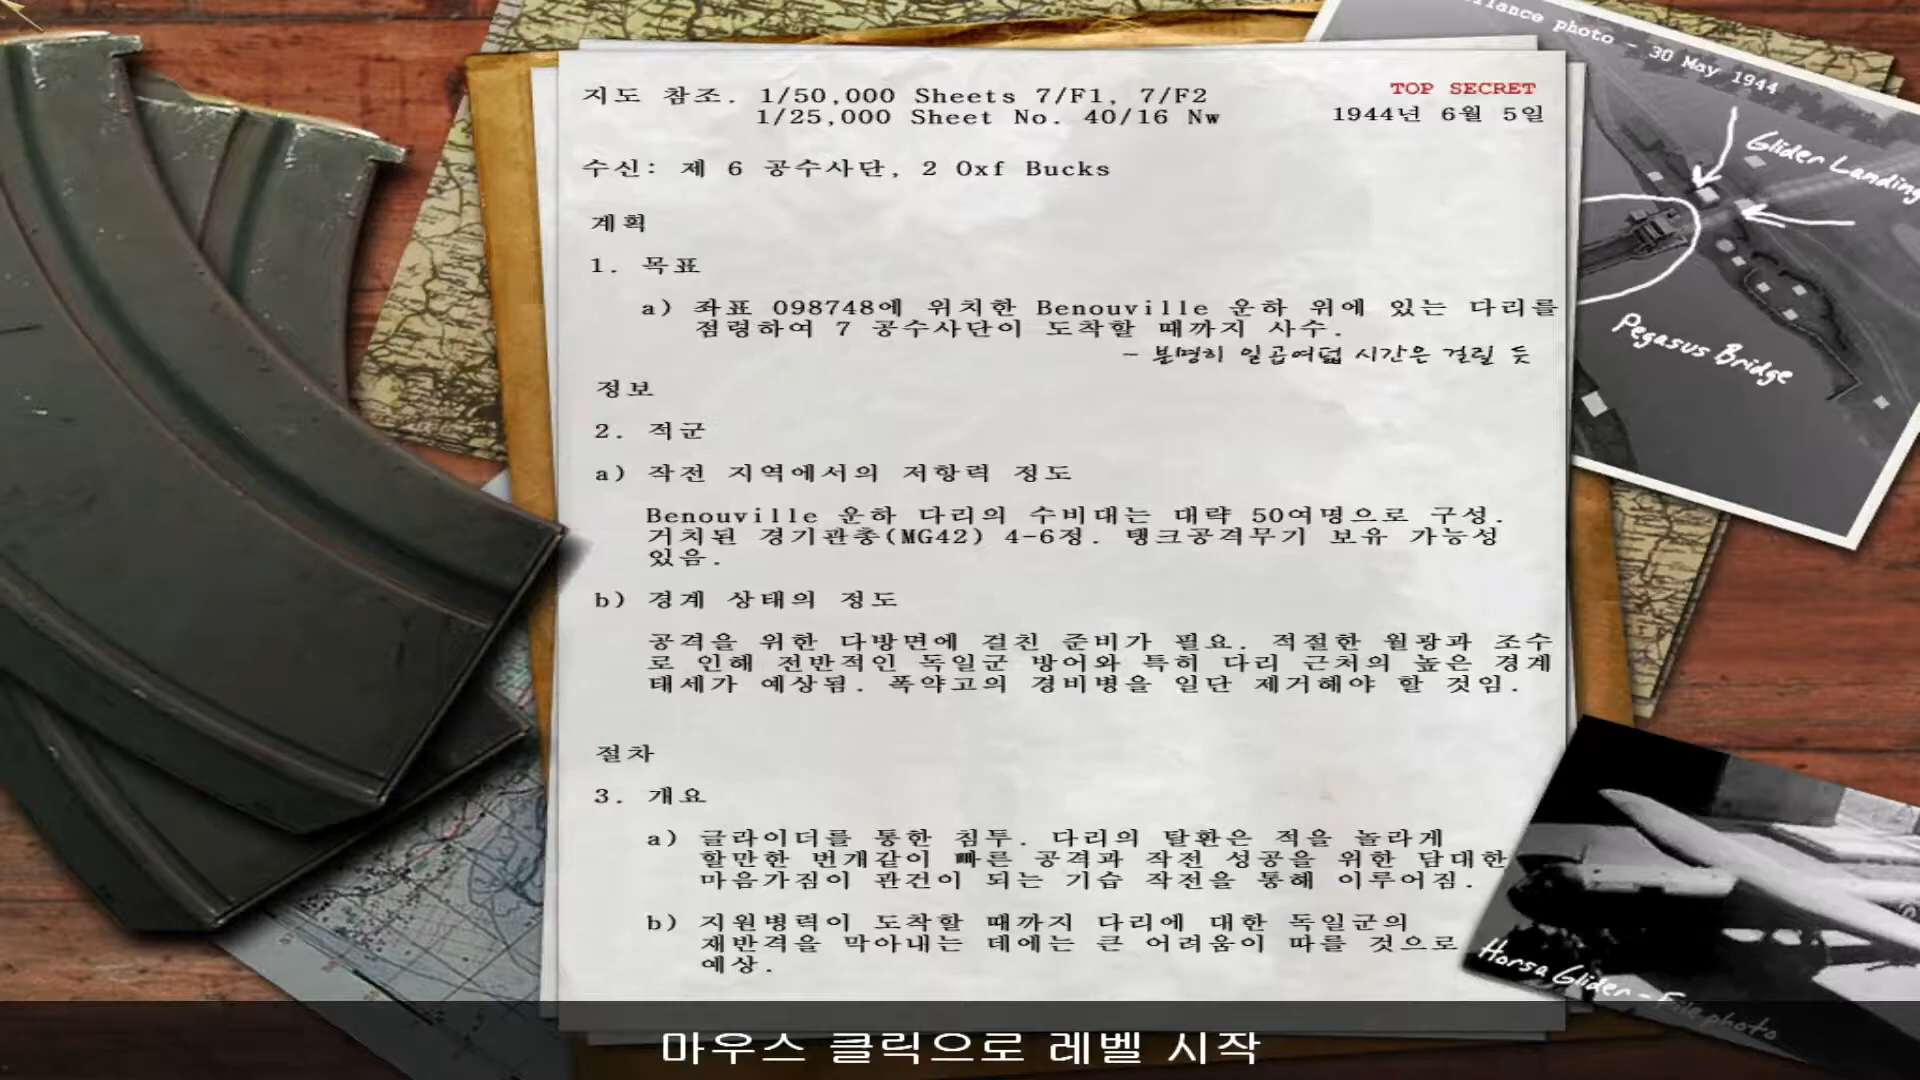 지도 참조. 1/50,000 Sheets 7/F1, 7/F2
1/25,000 Sheet No. 40/16 Nw
TOP SECRET
1944년 6월 5일
수신: 제 6 공수사단, 2 Oxf Bucks
계획
1. 목표
a) 좌표 098748에 위치한 Benouville 운하 위에 있는 다리를
점령하여 7 공수사단이 도착할 때까지 사수.
- 분명히 일곱여덟 시간은 걸릴 듯
정보
2. 적군
a) 작전 지역에서의 저항력 정도
Benouville 운하 다리의 수비대는 대략 50여명으로 구성.
거치된 경기관총(MG42) 4-6정. 탱크공격무기 보유 가능성
있음.
b) 경계 상태의 정도
공격을 위한 다방면에 걸친 준비가 필요. 적절한 월광과 조수
로 인해 전반적인 독일군 방어와 특히 다리 근처의 높은 경계
태세가 예상됨. 폭약고의 경비병을 일단 제거해야 할 것임.
절차
3. 개요
a) 글라이더를 통한 침투. 다리의 탈환은 적을 놀라게
할만한 번개같이 빠른 공격과 작전 성공을 위한 담대한
마음가짐이 관건이 되는 기습 작전을 통해 이루어짐.
b) 지원병력이 도착할 때까지 다리에 대한 독일군의
재반격을 막아내는 데에는 큰 어려움이 따를 것으로
예상.
photo - 30 May 1944
Glider Landing
Pegasus Bridge
Horsa Glider - File photo
마우스 클릭으로 레벨 시작